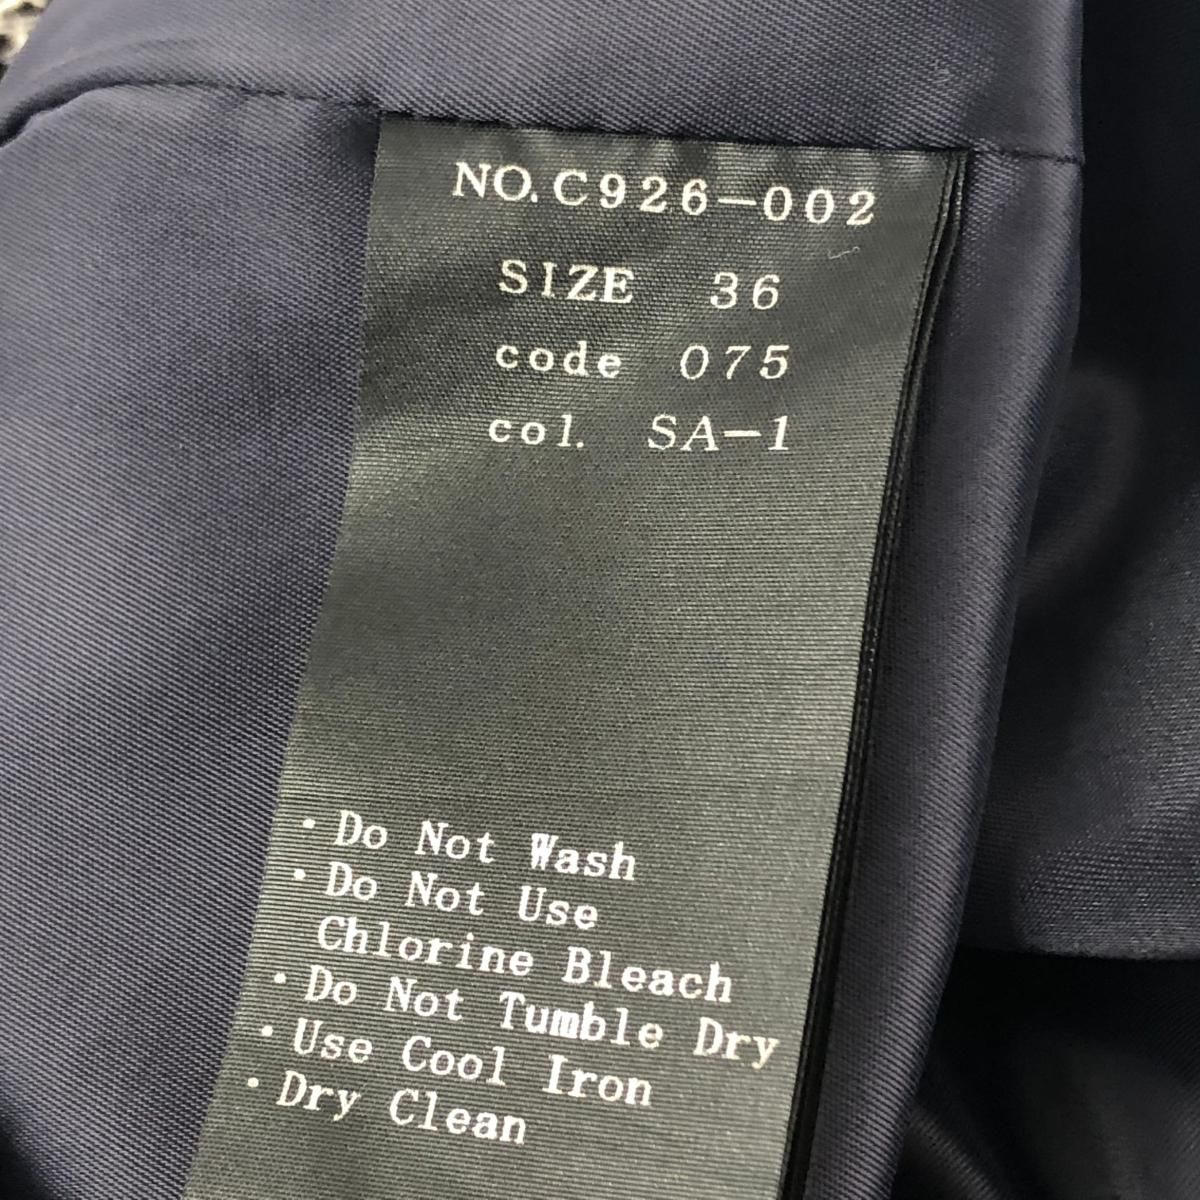 NO. C926-002
SIZE 36
code 075
col. SA-1
・Do Not Wash
・Do Not Use
Chlorine Bleach
・Do Not Tumble Dry
・Use Cool Iron
・Dry Clean